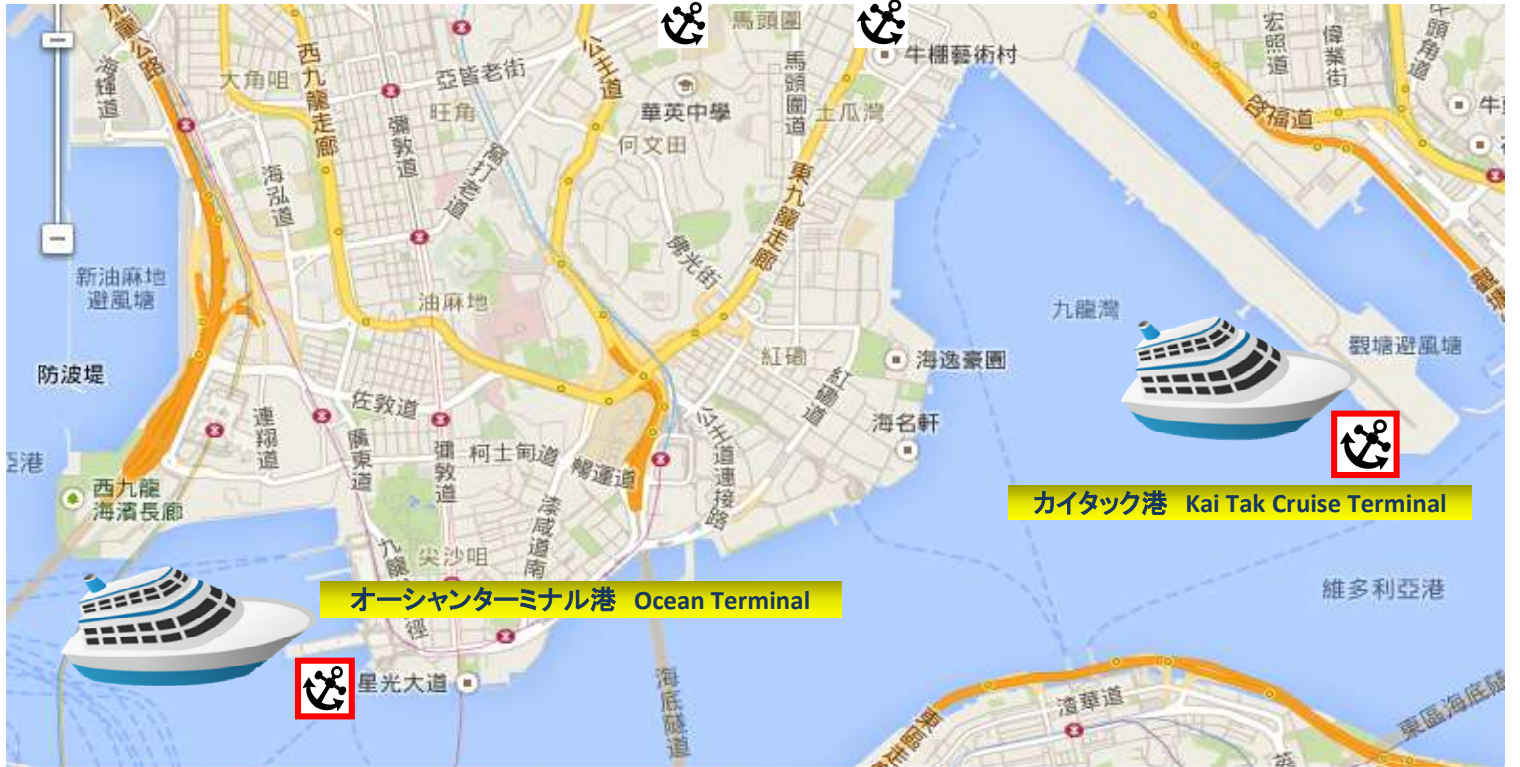 馬頭圍
牛棚藝術村
宏照道
偉業街
牛頭角道
海輝道
大角咀
西九龍走廊
亞皆老街
公主道
華英中學
馬頭圍道
土瓜灣
啓福道
旺角
彌敦道
何文田
窩打老道
海泓道
東九龍走廊
佛光街
新油麻地
避風塘
油麻地
九龍灣
觀塘避風塘
紅磡
海逸豪園
防波堤
佐敦道
紅磡道
連翔道
廣東道
彌敦道
柯士甸道
暢運道
公主道連接路
海名軒
西九龍
海濱長廊
漆咸道南
尖沙咀
カイタック港 Kai Tak Cruise Terminal
オーシャンターミナル港 Ocean Terminal
維多利亞港
星光大道
海底隧道
渣華道
東區海底隧